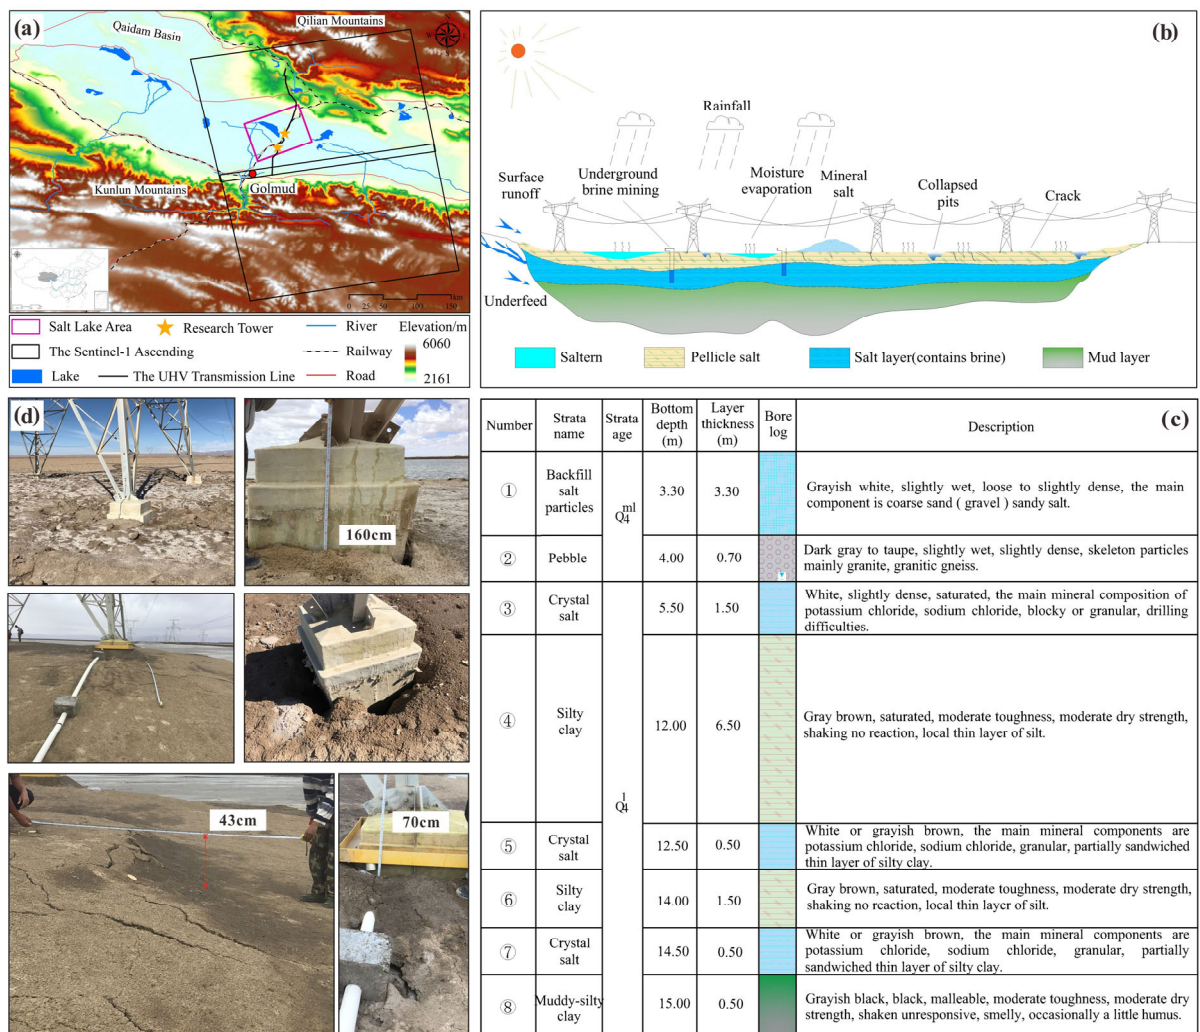 (a)
Qaidam Basin
Qilian Mountains
Kunlun Mountains
Golmud
km
0 25 50 100 150
Salt Lake Area
Research Tower
River
Elevation/m
The Sentinel-1 Ascending
Railway
6060
Lake
The UHV Transmission Line
Road
2161
(b)
Rainfall
Surface
runoff
Underground
brine mining
Moisture
evaporation
Mineral
salt
Collapsed
pits
Crack
Underfeed
Saltern
Pellicle salt
Salt layer(contains brine)
Mud layer
(d)
160cm
43cm
70cm
(c)
Number
Strata
name
Strata
age
Bottom
depth
(m)
Layer
thickness
(m)
Bore
log
Description
①
Backfill
salt
particles
Q4 ml
3.30
3.30
Grayish white, slightly wet, loose to slightly dense, the main
component is coarse sand ( gravel ) sandy salt.
②
Pebble
4.00
0.70
Dark gray to taupe, slightly wet, slightly dense, skeleton particles
mainly granite, granitic gneiss.
③
Crystal
salt
5.50
1.50
White, slightly dense, saturated, the main mineral composition of
potassium chloride, sodium chloride, blocky or granular, drilling
difficulties.
④
Silty
clay
Q4 l
12.00
6.50
Gray brown, saturated, moderate toughness, moderate dry strength,
shaking no reaction, local thin layer of silt.
⑤
Crystal
salt
12.50
0.50
White or grayish brown, the main mineral components are
potassium chloride, sodium chloride, granular, partially sandwiched
thin layer of silty clay.
⑥
Silty
clay
14.00
1.50
Gray brown, saturated, moderate toughness, moderate dry strength,
shaking no reaction, local thin layer of silt.
⑦
Crystal
salt
14.50
0.50
White or grayish brown, the main mineral components are
potassium chloride, sodium chloride, granular, partially
sandwiched thin layer of silty clay.
⑧
Muddy-silty
clay
15.00
0.50
Grayish black, black, malleable, moderate toughness, moderate dry
strength, shaken unresponsive, smelly, occasionally a little humus.